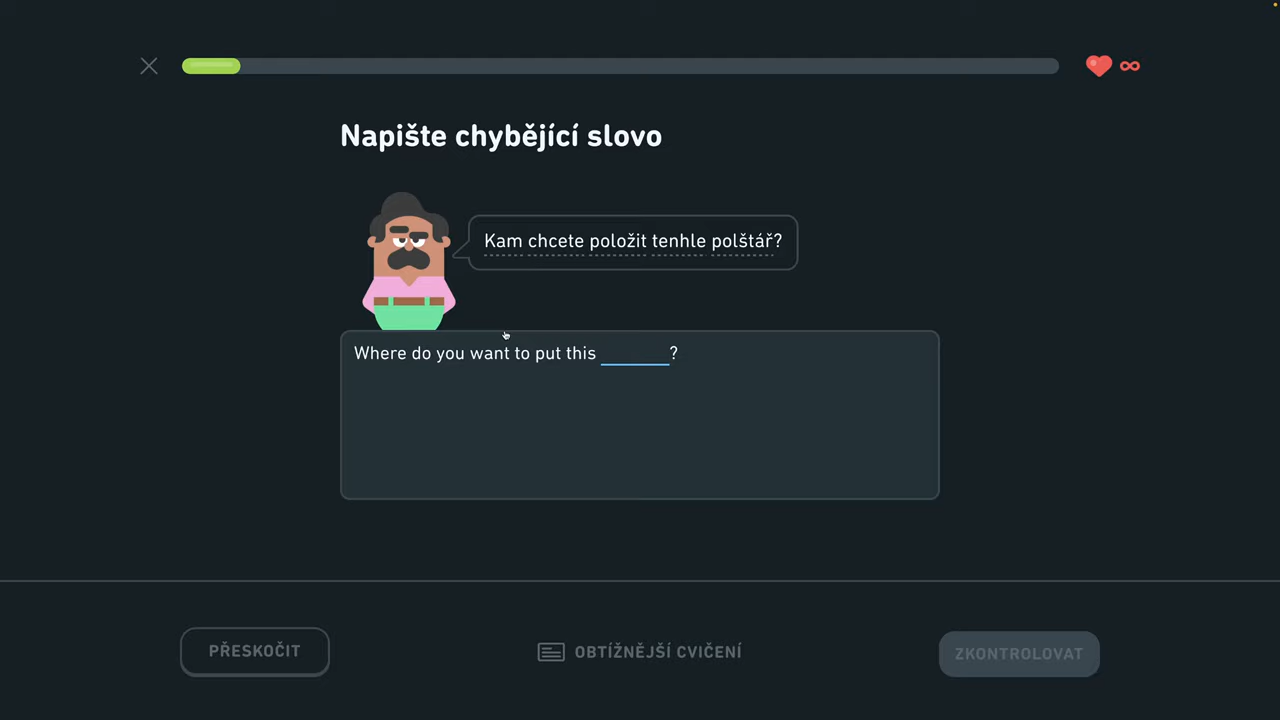 ∞
Napište chybějící slovo
Kam chcete položit tenhle polštář?
Where do you want to put this ______?
PŘESKOČIT
OBTÍŽNĚJŠÍ CVIČENÍ
ZKONTROLOVAT